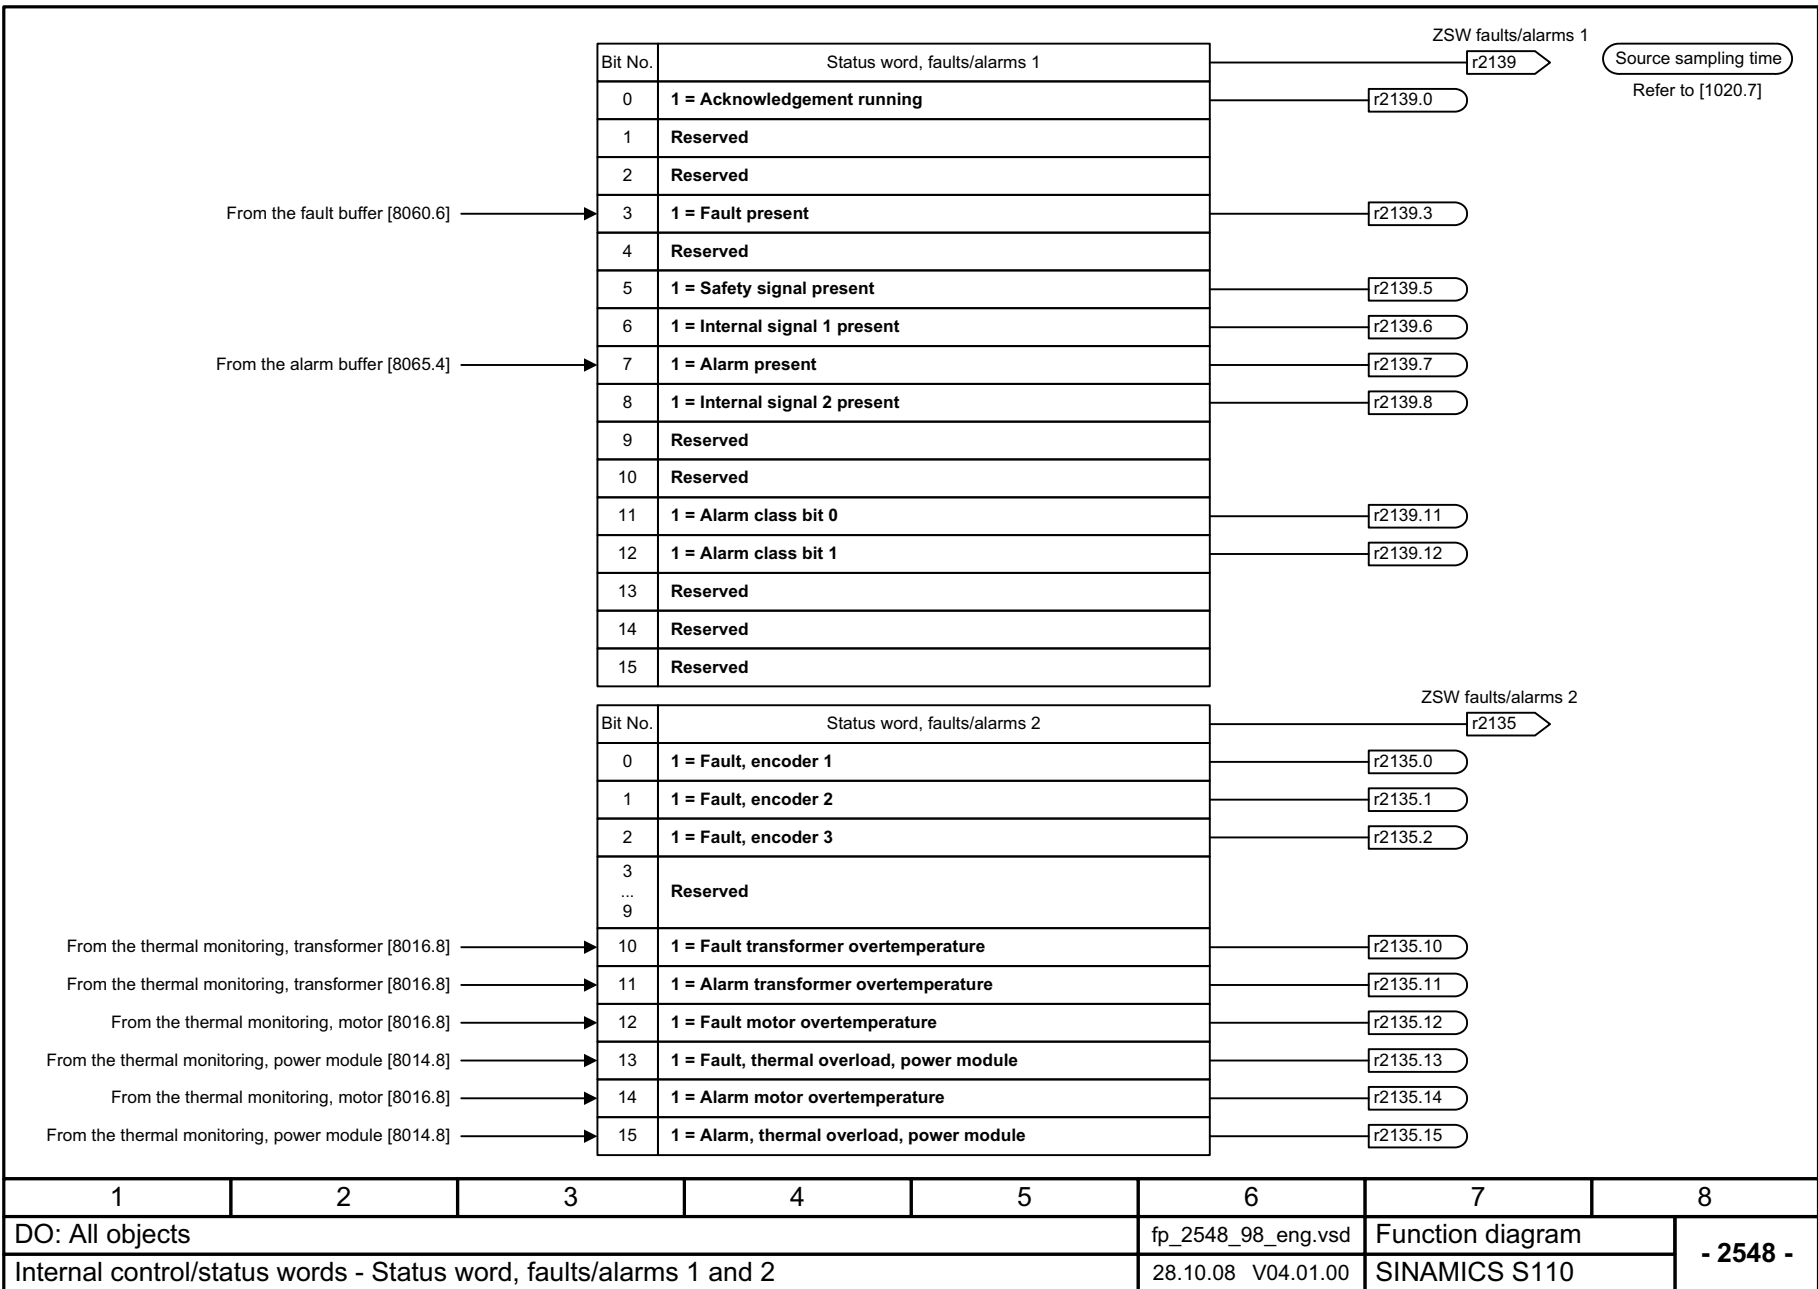 ZSW faults/alarms 1
Bit No. Status word, faults/alarms 1 r2139 Source sampling time
Refer to [1020.7]
0 1 = Acknowledgement running r2139.0
1 Reserved
2 Reserved
From the fault buffer [8060.6] 3 1 = Fault present r2139.3
4 Reserved
5 1 = Safety signal present r2139.5
6 1 = Internal signal 1 present r2139.6
From the alarm buffer [8065.4] 7 1 = Alarm present r2139.7
8 1 = Internal signal 2 present r2139.8
9 Reserved
10 Reserved
11 1 = Alarm class bit 0 r2139.11
12 1 = Alarm class bit 1 r2139.12
13 Reserved
14 Reserved
15 Reserved
ZSW faults/alarms 2
Bit No. Status word, faults/alarms 2 r2135
0 1 = Fault, encoder 1 r2135.0
1 1 = Fault, encoder 2 r2135.1
2 1 = Fault, encoder 3 r2135.2
3
... Reserved
9
From the thermal monitoring, transformer [8016.8] 10 1 = Fault transformer overtemperature r2135.10
From the thermal monitoring, transformer [8016.8] 11 1 = Alarm transformer overtemperature r2135.11
From the thermal monitoring, motor [8016.8] 12 1 = Fault motor overtemperature r2135.12
From the thermal monitoring, power module [8014.8] 13 1 = Fault, thermal overload, power module r2135.13
From the thermal monitoring, motor [8016.8] 14 1 = Alarm motor overtemperature r2135.14
From the thermal monitoring, power module [8014.8] 15 1 = Alarm, thermal overload, power module r2135.15
1 2 3 4 5 6 7 8
DO: All objects fp_2548_98_eng.vsd Function diagram - 2548 -
Internal control/status words - Status word, faults/alarms 1 and 2 28.10.08 V04.01.00 SINAMICS S110